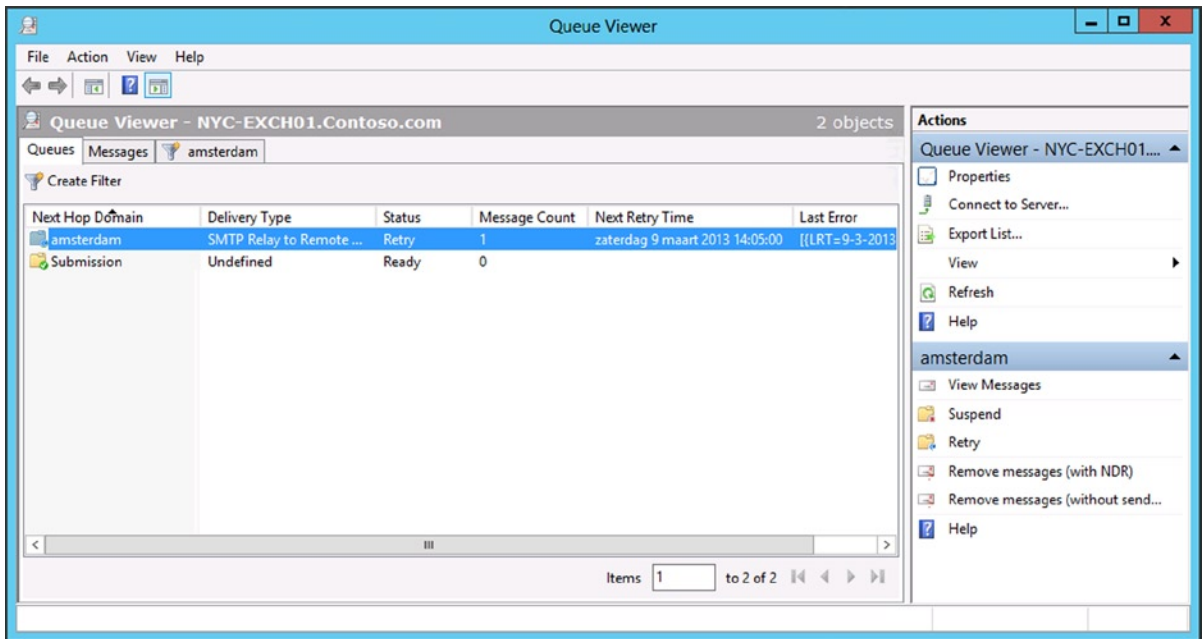 Queue Viewer
File Action View Help
Queue Viewer - NYC-EXCH01.Contoso.com 2 objects
Queues Messages amsterdam
Create Filter
Next Hop Domain Delivery Type Status Message Count Next Retry Time Last Error
amsterdam SMTP Relay to Remote ... Retry 1 zaterdag 9 maart 2013 14:05:00 [{LRT=9-3-2013
Submission Undefined Ready 0
Items 1 to 2 of 2
Actions
Queue Viewer - NYC-EXCH01....
Properties
Connect to Server...
Export List...
View
Refresh
Help
amsterdam
View Messages
Suspend
Retry
Remove messages (with NDR)
Remove messages (without send...
Help